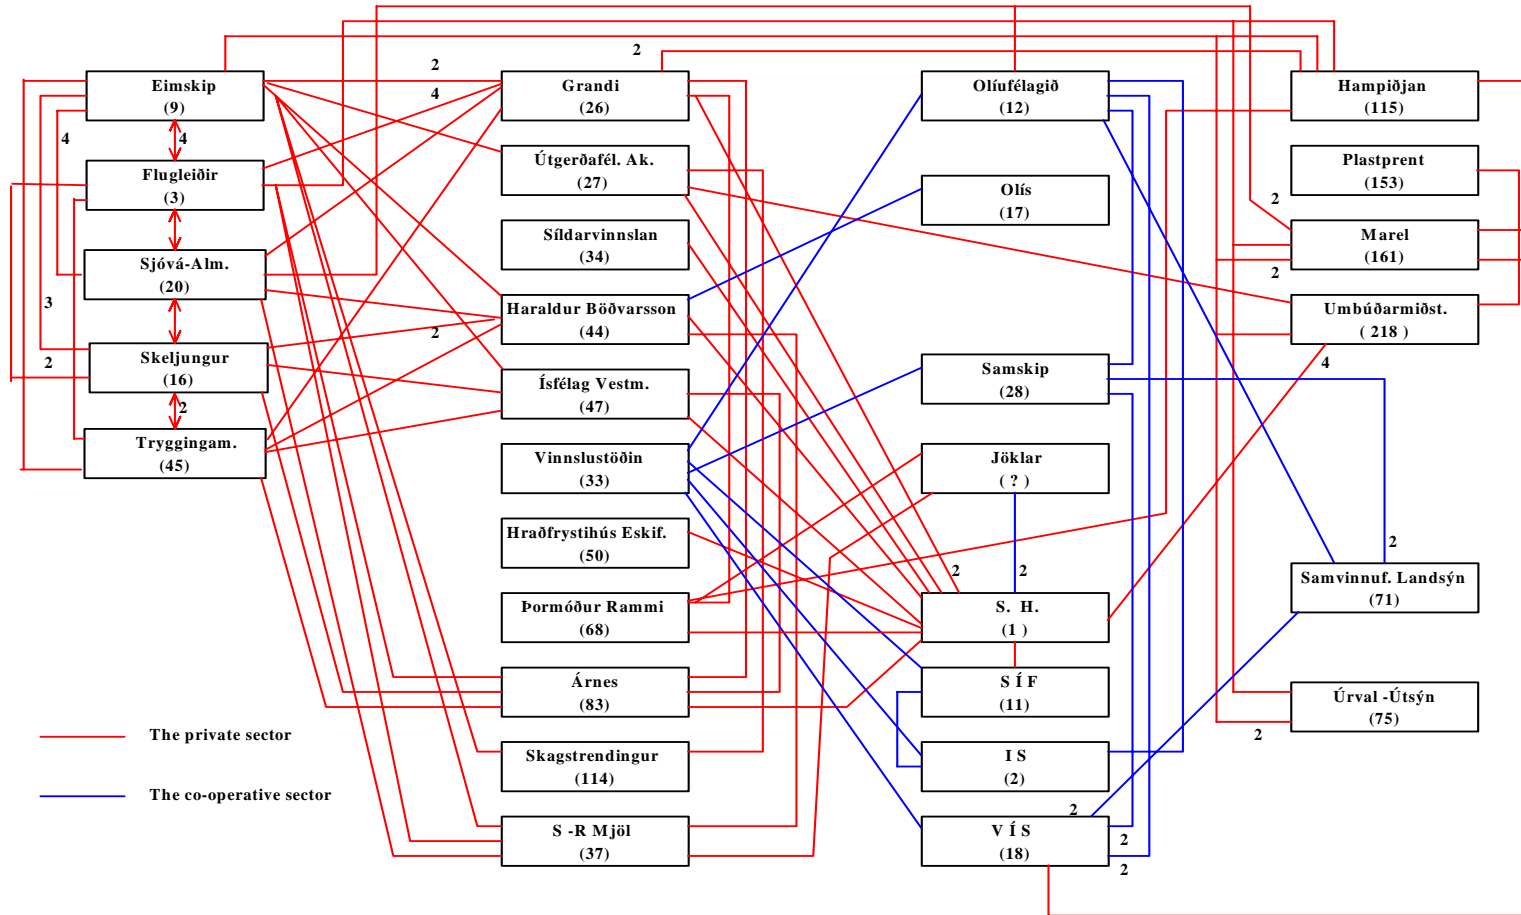 2
2
Eimskip
(9)
4
4
4
Flugleiðir
(3)
Sjóvá-Alm.
(20)
3
2
Skeljungur
(16)
2
2
Tryggingam.
(45)
Grandi
(26)
Útgerðafél. Ak.
(27)
Síldarvinnslan
(34)
Haraldur Böðvarsson
(44)
Ísfélag Vestm.
(47)
Vinnslustöðin
(33)
Hraðfrystihús Eskif.
(50)
Þormóður Rammi
(68)
Árnes
(83)
Skagstrendingur
(114)
S -R Mjöl
(37)
Olíufélagið
(12)
Olís
(17)
Samskip
(28)
Jöklar
( ? )
2
2
S. H.
(1 )
S Í F
(11)
I S
(2)
2
V Í S
(18)
2
2
Hampiðjan
(115)
Plastprent
(153)
2
Marel
(161)
2
Umbúðarmiðst.
( 218 )
4
2
Samvinnuf. Landsýn
(71)
Úrval -Útsýn
(75)
2
The private sector
The co-operative sector